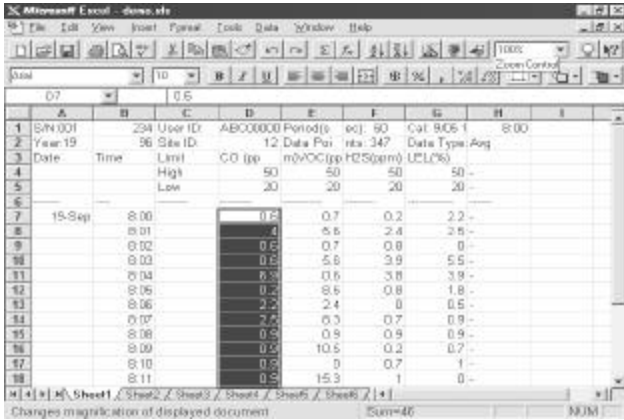 Microsoft Excel - demo.xls
File Edit View Insert Format Tools Data Window Help
100%
Zoom Control
Arial 10 B I U $ % ,
D7 0.6
A B C D E F G H I
1 S/N:001 234 User ID: ABC00000 Period(s ec): 60 Cal: 9/06 1 8:00
2 Year:19 96 Site ID: 12 Data Poi nts: 347 Data Type: Avg
3 Date Time Limit CO (pp m)VOC(pp H2S(ppm) LEL(%)
4 High 50 50 50 50 -
5 Low 20 20 20 20 -
6
7 19-Sep 8:00 0.6 0.7 0.2 2.2 -
8 8:01 4 5.6 2.4 2.6 -
9 8:02 0.6 0.7 0.8 0 -
10 8:03 0.6 5.8 3.9 5.5 -
11 8:04 6.9 0.6 3.8 3.9 -
12 8:05 0.2 8.6 0.8 1.8 -
13 8:06 2.2 2.4 0 0.5 -
14 8:07 2.6 8.3 0.7 0.9 -
15 8:08 0.9 0.9 0.9 0.9 -
16 8:09 0.9 10.6 0.2 0.7 -
17 8:10 0.9 0 0.7 1 -
18 8:11 0.9 15.3 1 0 -
Sheet1 Sheet2 Sheet3 Sheet4 Sheet5 Sheet6
Changes magnification of displayed document Sum=46 NUM